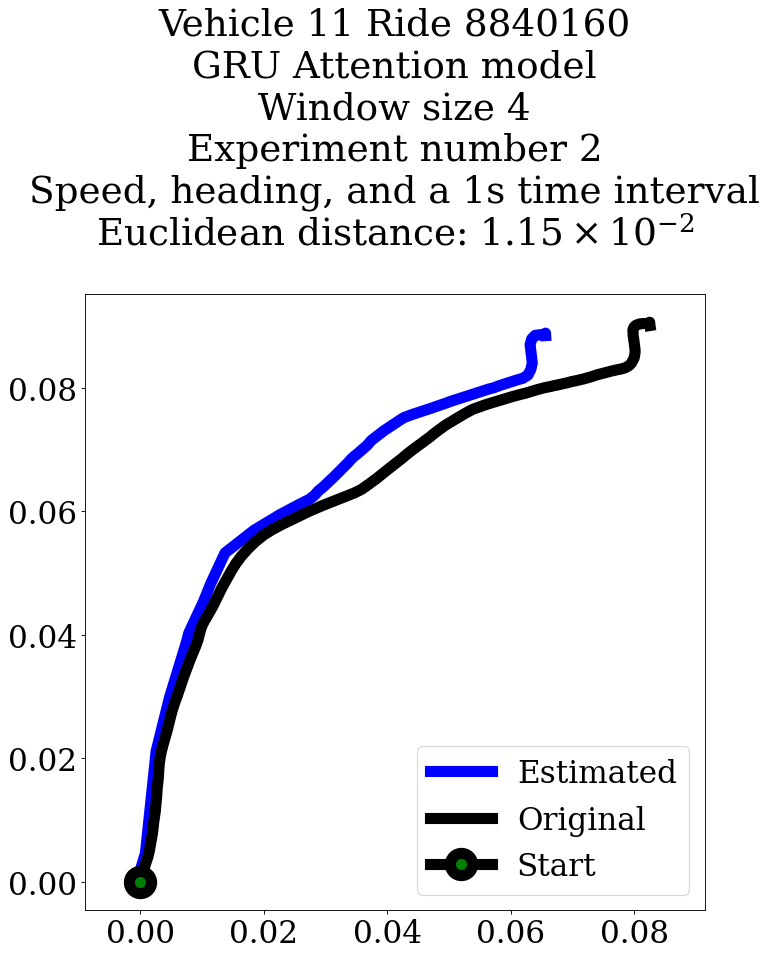 Vehicle 11 Ride 8840160
GRU Attention model
Window size 4
Experiment number 2
Speed, heading, and a 1s time interval
Euclidean distance: $1.15 \times 10^{-2}$
0.08
0.06
0.04
0.02
0.00
Estimated
Original
Start
0.00 0.02 0.04 0.06 0.08